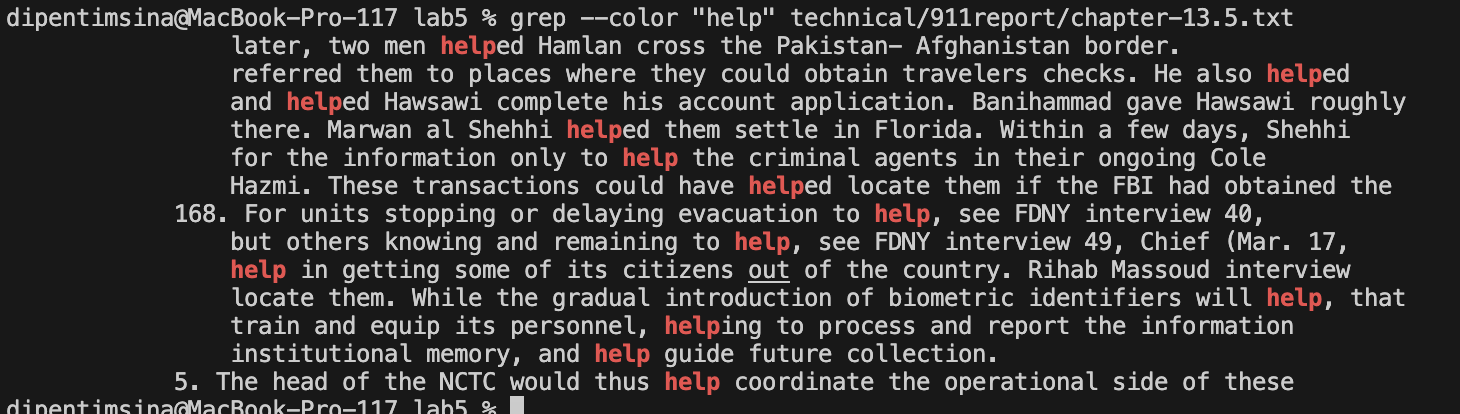 dipentimsina@MacBook-Pro-117 lab5 % grep --color "help" technical/911report/chapter-13.5.txt
later, two men helped Hamlan cross the Pakistan- Afghanistan border.
referred them to places where they could obtain travelers checks. He also helped
and helped Hawsawi complete his account application. Banihammad gave Hawsawi roughly
there. Marwan al Shehhi helped them settle in Florida. Within a few days, Shehhi
for the information only to help the criminal agents in their ongoing Cole
Hazmi. These transactions could have helped locate them if the FBI had obtained the
168. For units stopping or delaying evacuation to help, see FDNY interview 40,
but others knowing and remaining to help, see FDNY interview 49, Chief (Mar. 17,
help in getting some of its citizens out of the country. Rihab Massoud interview
locate them. While the gradual introduction of biometric identifiers will help, that
train and equip its personnel, helping to process and report the information
institutional memory, and help guide future collection.
5. The head of the NCTC would thus help coordinate the operational side of these
dipentimsina@MacBook-Pro-117 lab5 %